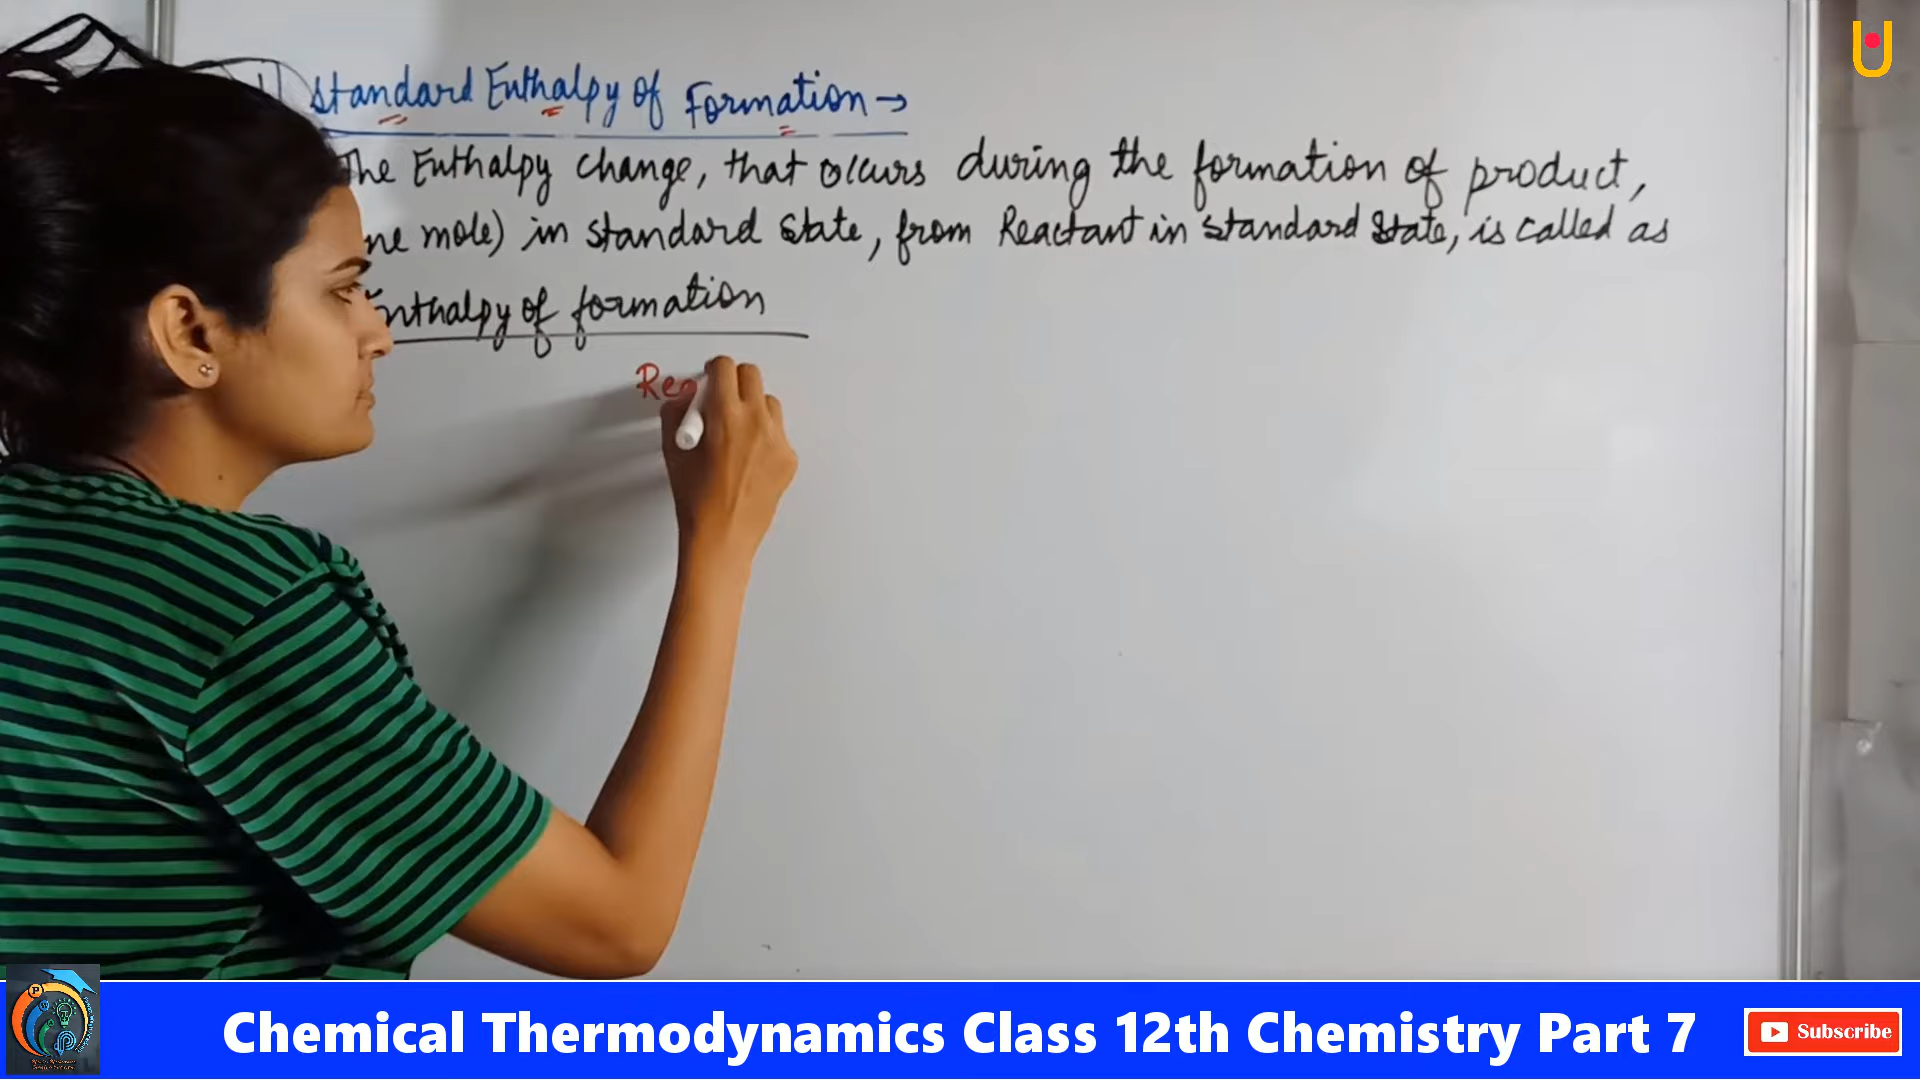 Standard Enthalpy of Formation →
The Enthalpy change, that occurs during the formation of product,
mole) in standard state, from Reactant in standard state, is called as
Enthalpy of formation
Rea
Chemical Thermodynamics Class 12th Chemistry Part 7
Subscribe